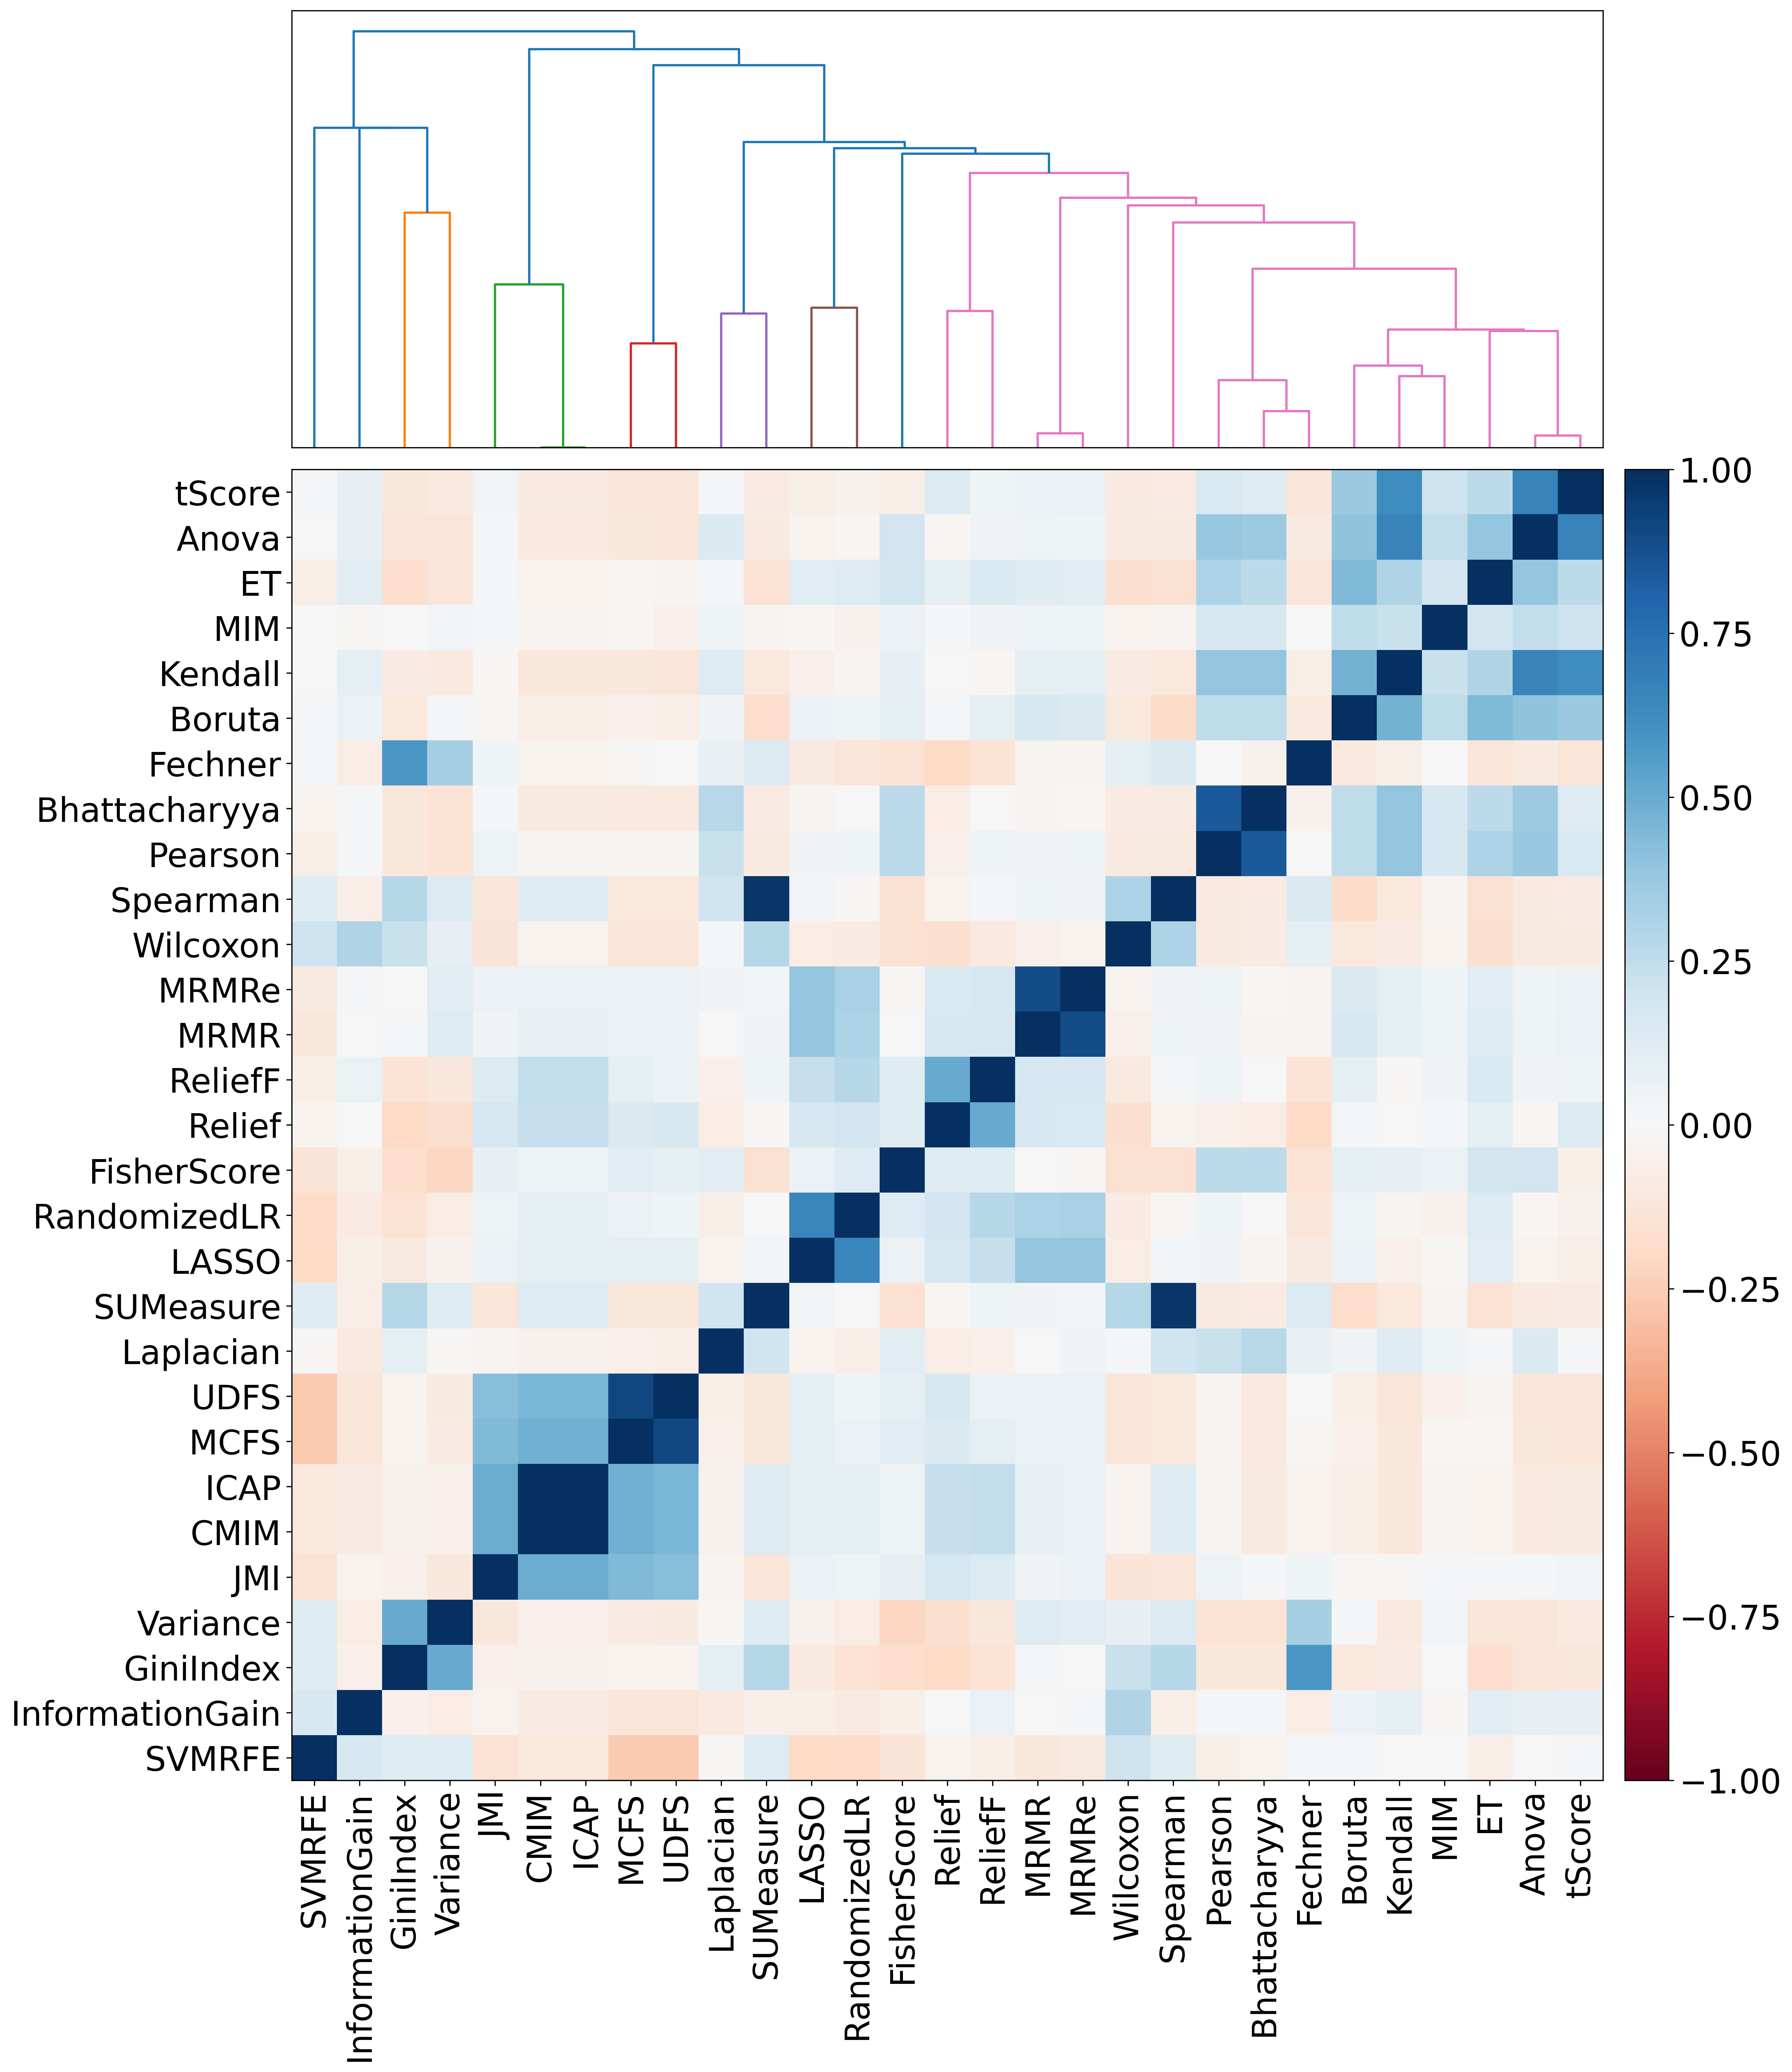 tScore
Anova
ET
MIM
Kendall
Boruta
Fechner
Bhattacharyya
Pearson
Spearman
Wilcoxon
MRMRe
MRMR
ReliefF
Relief
FisherScore
RandomizedLR
LASSO
SUMeasure
Laplacian
UDFS
MCFS
ICAP
CMIM
JMI
Variance
GiniIndex
InformationGain
SVMRFE
1.00
0.75
0.50
0.25
0.00
−0.25
−0.50
−0.75
−1.00
SVMRFE
InformationGain
GiniIndex
Variance
JMI
CMIM
ICAP
MCFS
UDFS
Laplacian
SUMeasure
LASSO
RandomizedLR
FisherScore
Relief
ReliefF
MRMR
MRMRe
Wilcoxon
Spearman
Pearson
Bhattacharyya
Fechner
Boruta
Kendall
MIM
ET
Anova
tScore